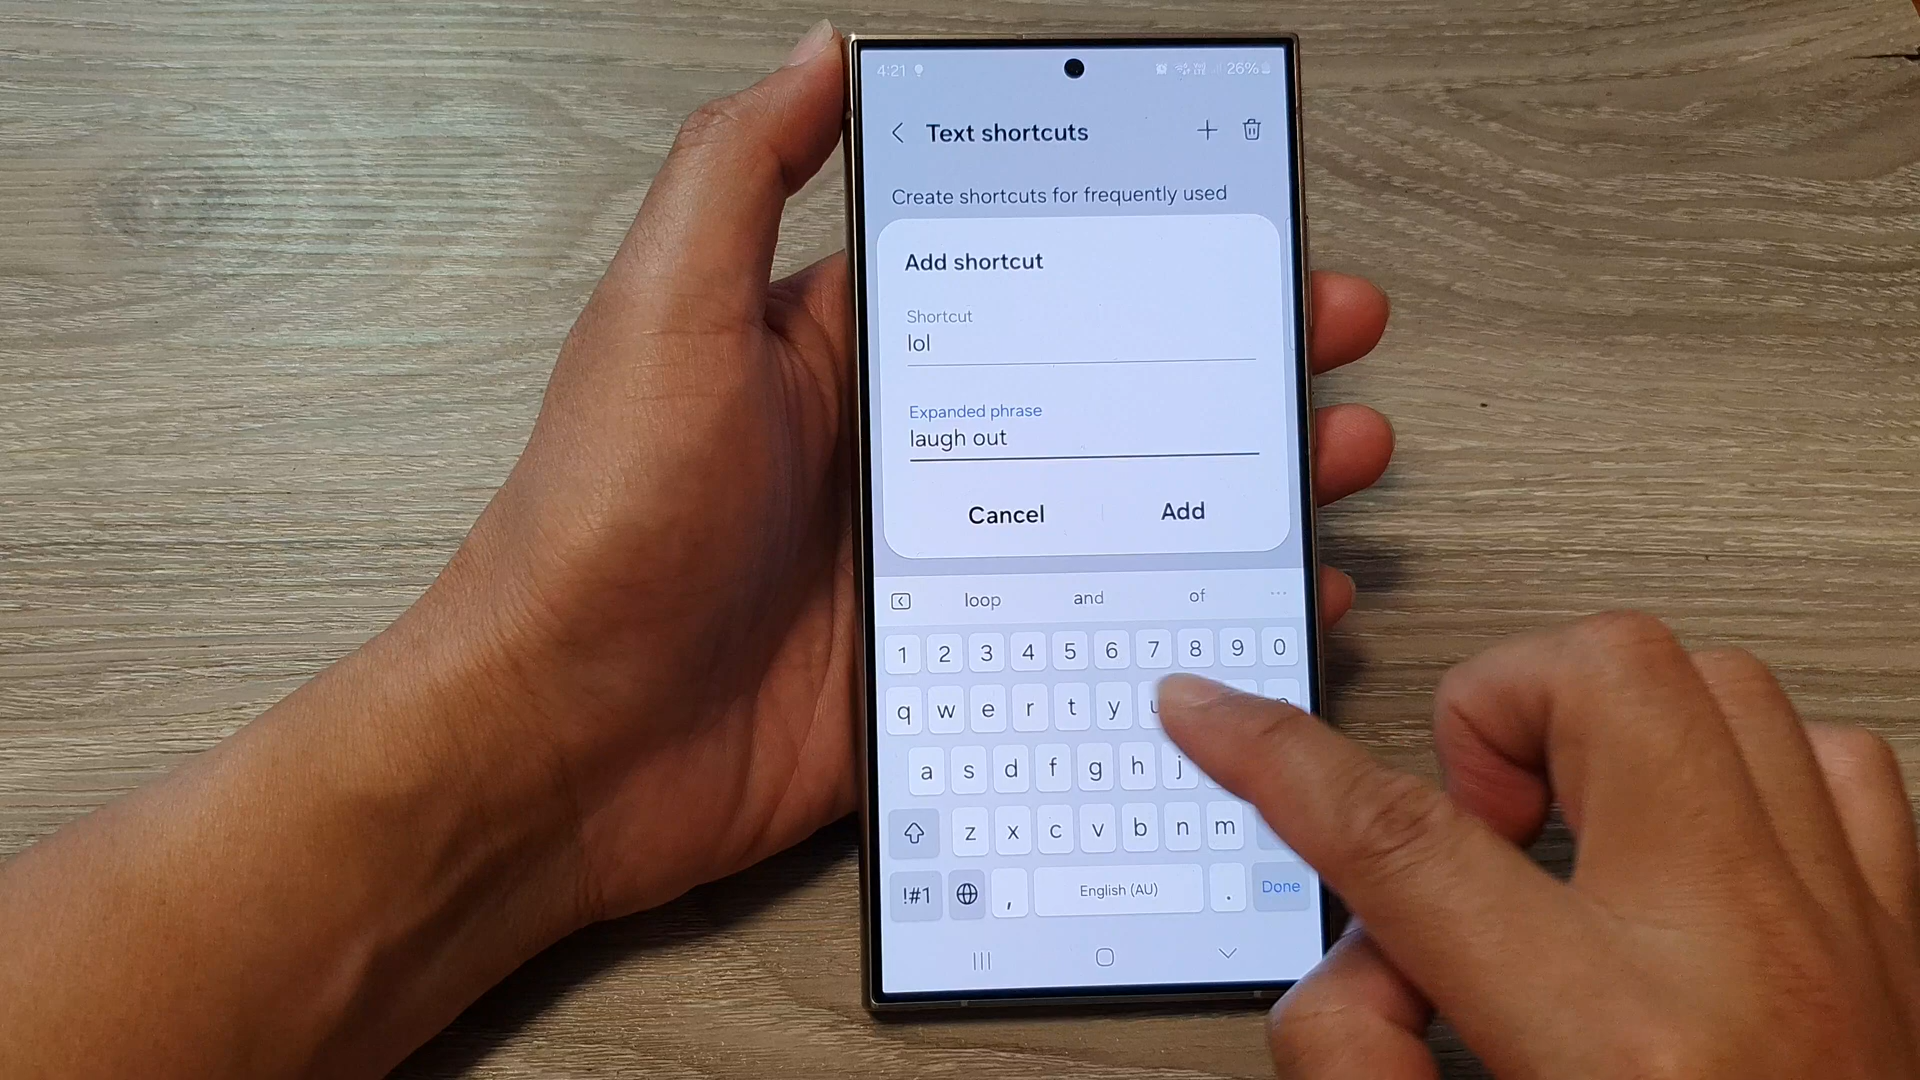 4:21
26%
Text shortcuts
Create shortcuts for frequently used
Add shortcut
Shortcut
lol
Expanded phrase
laugh out
Cancel Add
loop and of ...
1 2 3 4 5 6 7 8 9 0
q w e r t y u
a s d f g h j
z x c v b n m
!#1 , English (AU) . Done